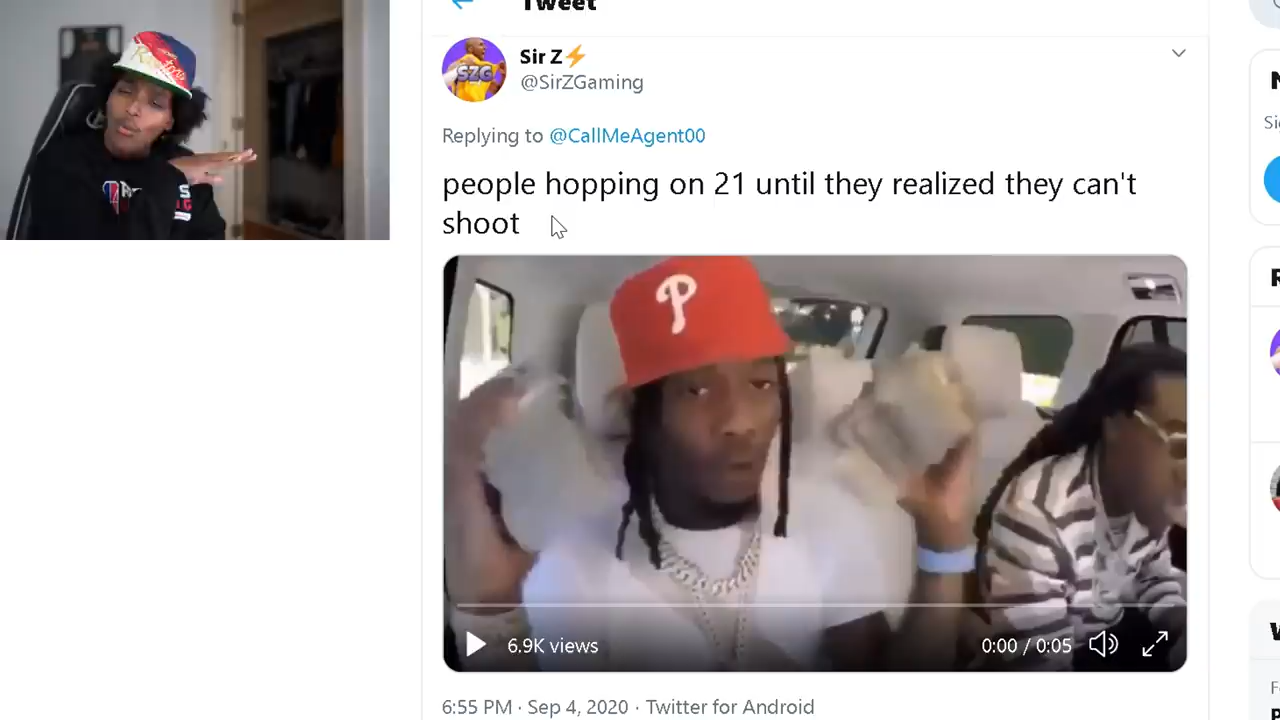 Tweet
Sir Z⚡
@SirZGaming
SZG
Replying to @CallMeAgent00
people hopping on 21 until they realized they can't
shoot
P
6.9K views
0:00 / 0:05
6:55 PM · Sep 4, 2020 · Twitter for Android